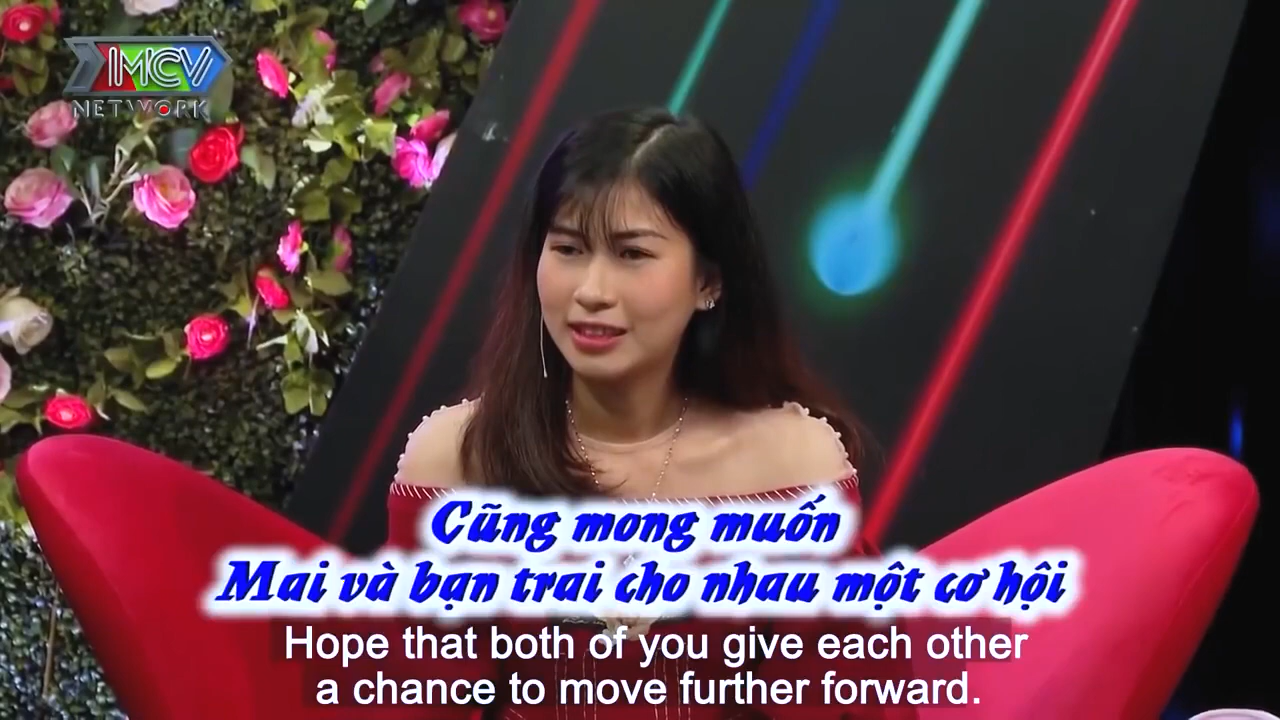 MCV
NETWORK
Cũng mong muốn
Mai và bạn trai cho nhau một cơ hội
Hope that both of you give each other
a chance to move further forward.